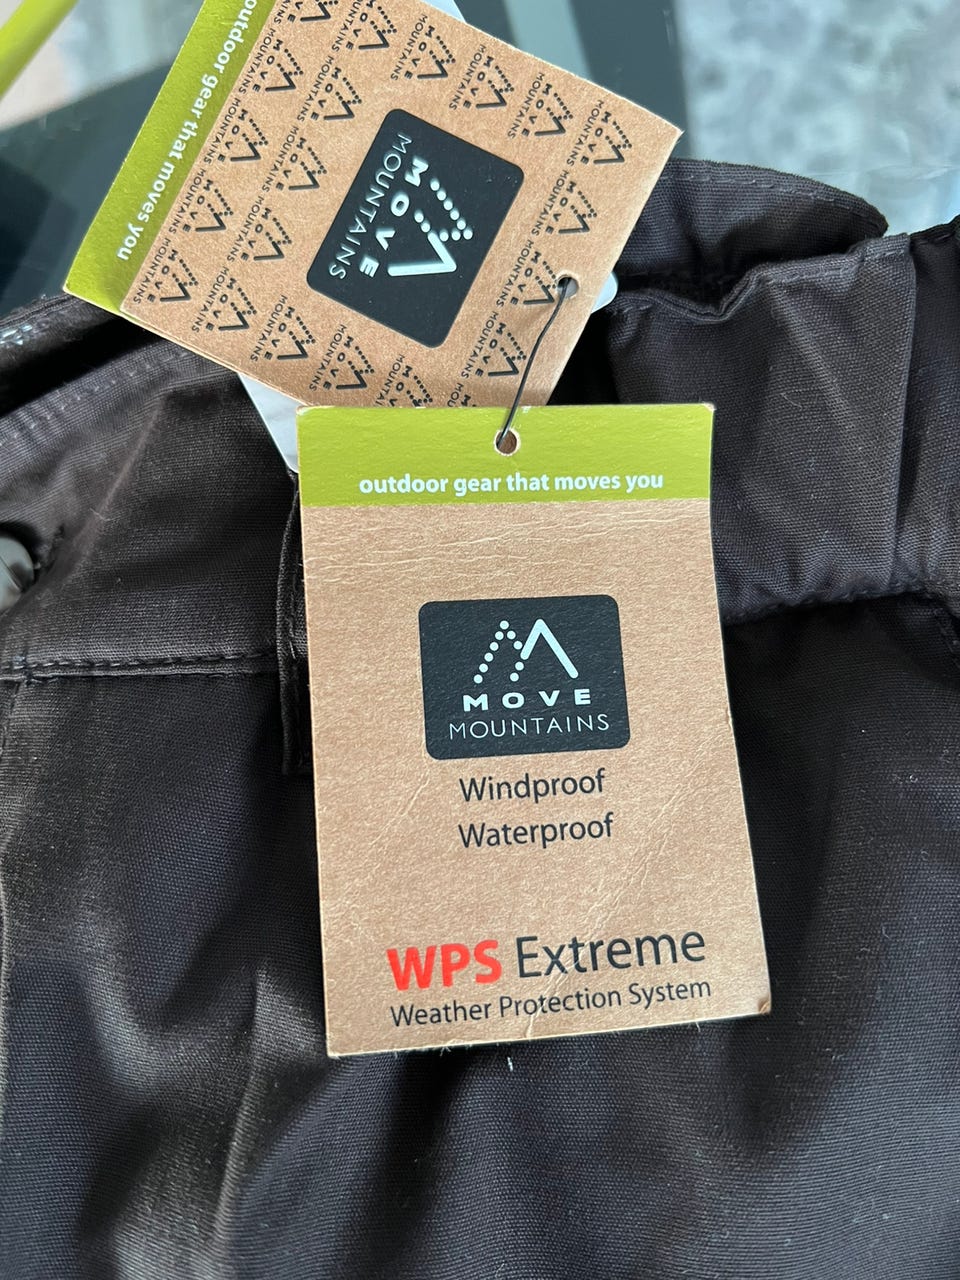 outdoor gear that moves you
MOVE
MOUNTAINS
outdoor gear that moves you
MOVE
MOUNTAINS
Windproof
Waterproof
WPS Extreme
Weather Protection System